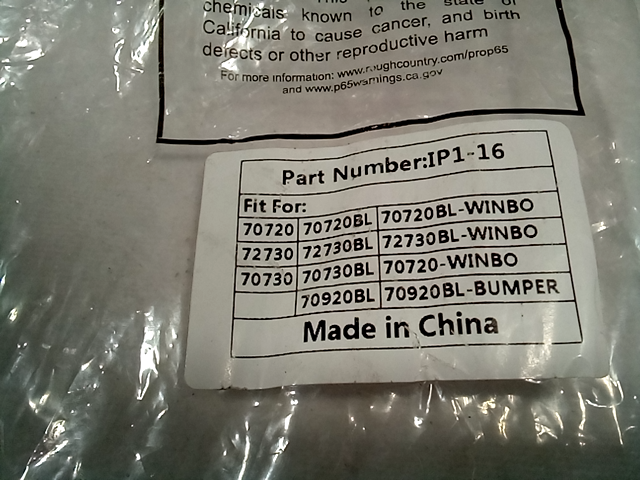 chemicals known to the state of
California to cause cancer, and birth
defects or other reproductive harm
For more information: www.roughcountry.com/prop65
and www.p65warnings.ca.gov
Part Number:IP1-16
Fit For:
70720 70720BL 70720BL-WINBO
72730 72730BL 72730BL-WINBO
70730 70730BL 70720-WINBO
70920BL 70920BL-BUMPER
Made in China